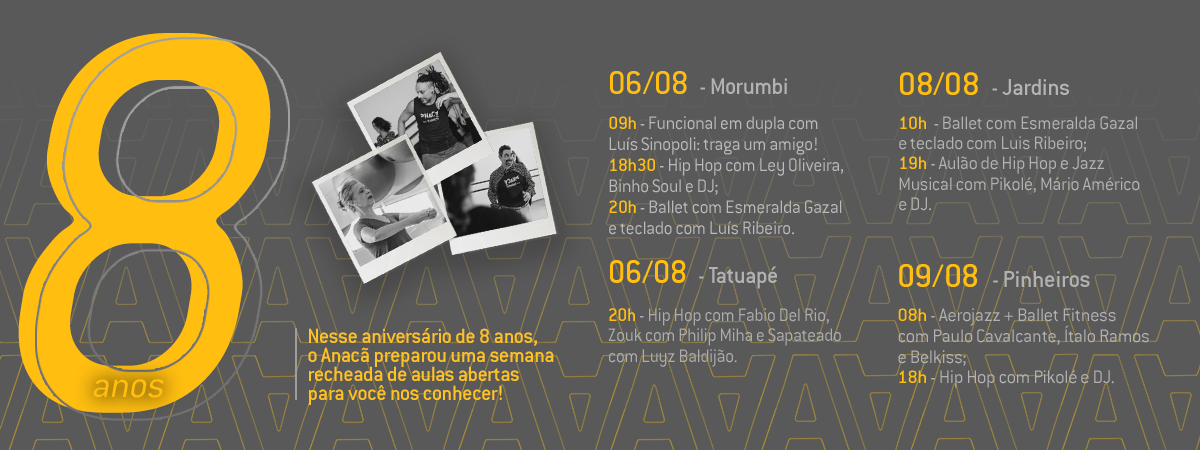 8
anos
Nesse aniversário de 8 anos,
o Anacã preparou uma semana
recheada de aulas abertas
para você nos conhecer!
06/08 - Morumbi
09h - Funcional em dupla com
Luís Sinopoli: traga um amigo!
18h30 - Hip Hop com Ley Oliveira,
Binho Soul e DJ;
20h - Ballet com Esmeralda Gazal
e teclado com Luís Ribeiro.
06/08 - Tatuapé
20h - Hip Hop com Fabio Del Rio,
Zouk com Philip Miha e Sapateado
com Luyz Baldijão.
08/08 - Jardins
10h - Ballet com Esmeralda Gazal
e teclado com Luis Ribeiro;
19h - Aulão de Hip Hop e Jazz
Musical com Pikolé, Mário Américo
e DJ.
09/08 - Pinheiros
08h - Aerojazz + Ballet Fitness
com Paulo Cavalcante, Ítalo Ramos
e Belkiss;
18h - Hip Hop com Pikolé e DJ.